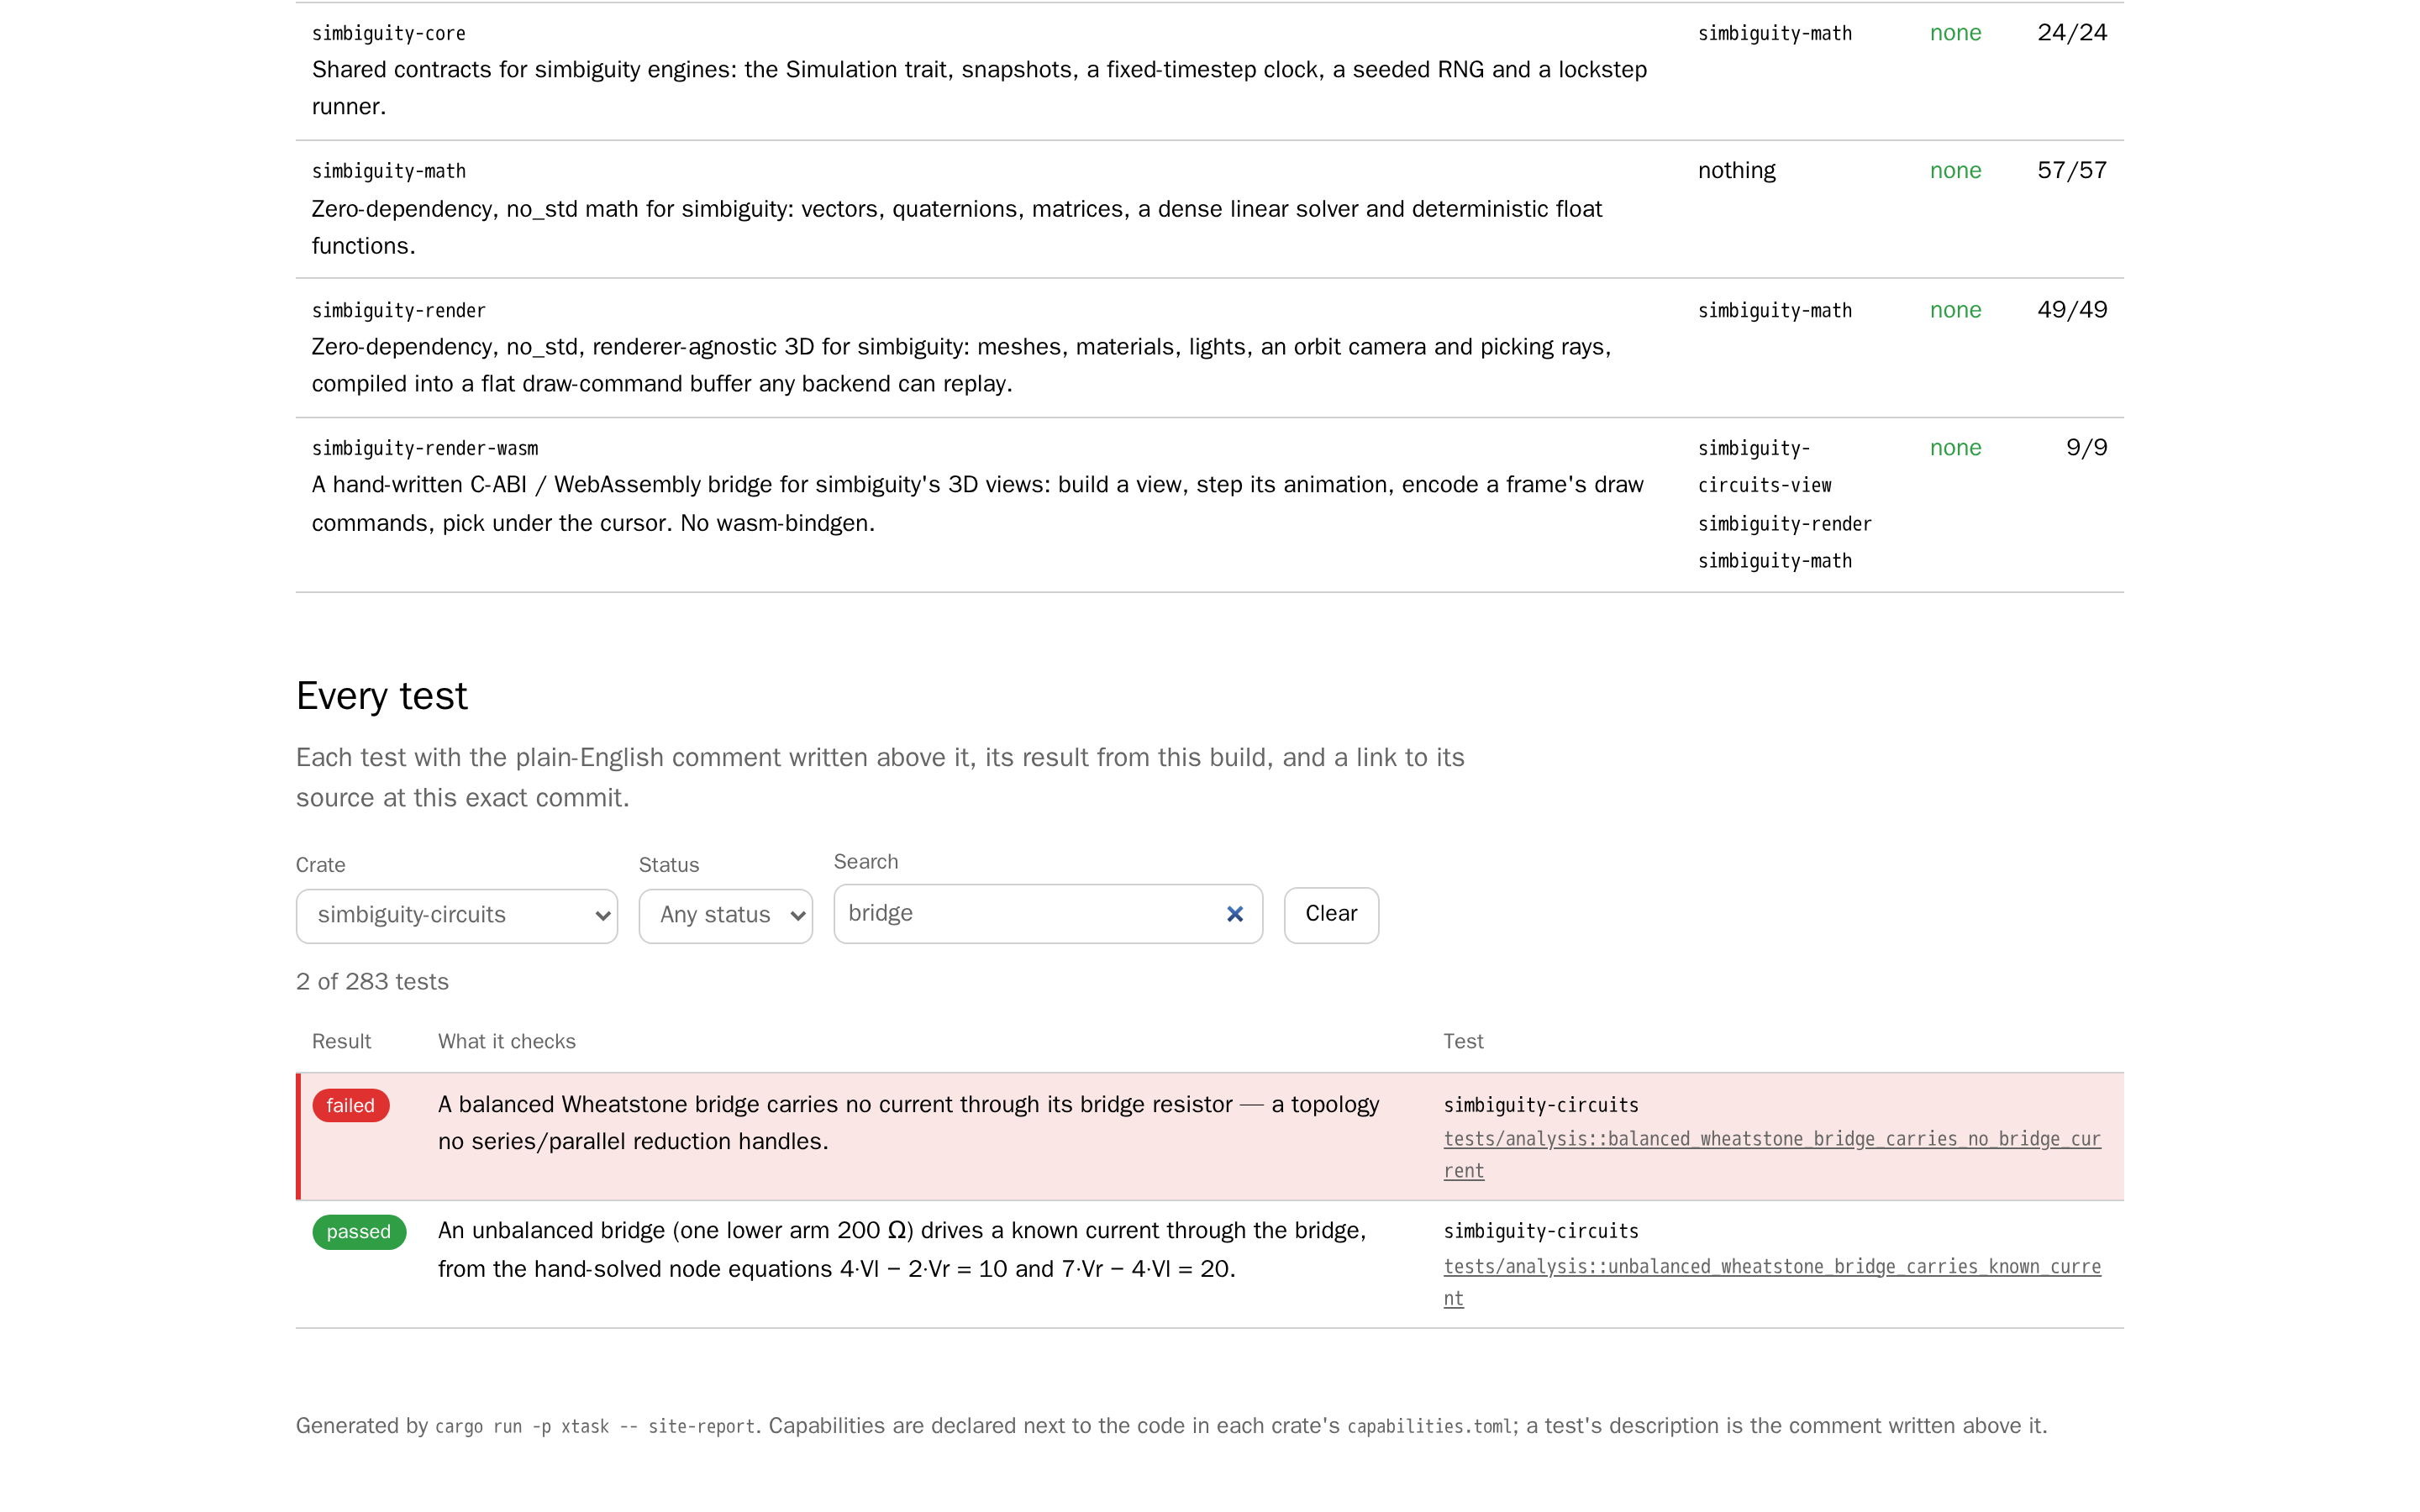 simbiguity-core
simbiguity-math
none
24/24
Shared contracts for simbiguity engines: the Simulation trait, snapshots, a fixed-timestep clock, a seeded RNG and a lockstep
runner.
simbiguity-math
nothing
none
57/57
Zero-dependency, no_std math for simbiguity: vectors, quaternions, matrices, a dense linear solver and deterministic float
functions.
simbiguity-render
simbiguity-math
none
49/49
Zero-dependency, no_std, renderer-agnostic 3D for simbiguity: meshes, materials, lights, an orbit camera and picking rays,
compiled into a flat draw-command buffer any backend can replay.
simbiguity-render-wasm
A hand-written C-ABI / WebAssembly bridge for simbiguity's 3D views: build a view, step its animation, encode a frame's draw
commands, pick under the cursor. No wasm-bindgen.
simbiguity-
circuits-view
simbiguity-render
simbiguity-math
none
9/9
Every test
Each test with the plain-English comment written above it, its result from this build, and a link to its
source at this exact commit.
Crate
Status
Search
simbiguity-circuits
Any status
bridge
Clear
2 of 283 tests
Result
What it checks
Test
failed
A balanced Wheatstone bridge carries no current through its bridge resistor — a topology
no series/parallel reduction handles.
simbiguity-circuits
tests/analysis::balanced_wheatstone_bridge_carries_no_bridge_cur
rent
passed
An unbalanced bridge (one lower arm 200 Ω) drives a known current through the bridge,
from the hand-solved node equations 4·Vl − 2·Vr = 10 and 7·Vr − 4·Vl = 20.
simbiguity-circuits
tests/analysis::unbalanced_wheatstone_bridge_carries_known_curre
nt
Generated by cargo run -p xtask -- site-report. Capabilities are declared next to the code in each crate's capabilities.toml; a test's description is the comment written above it.